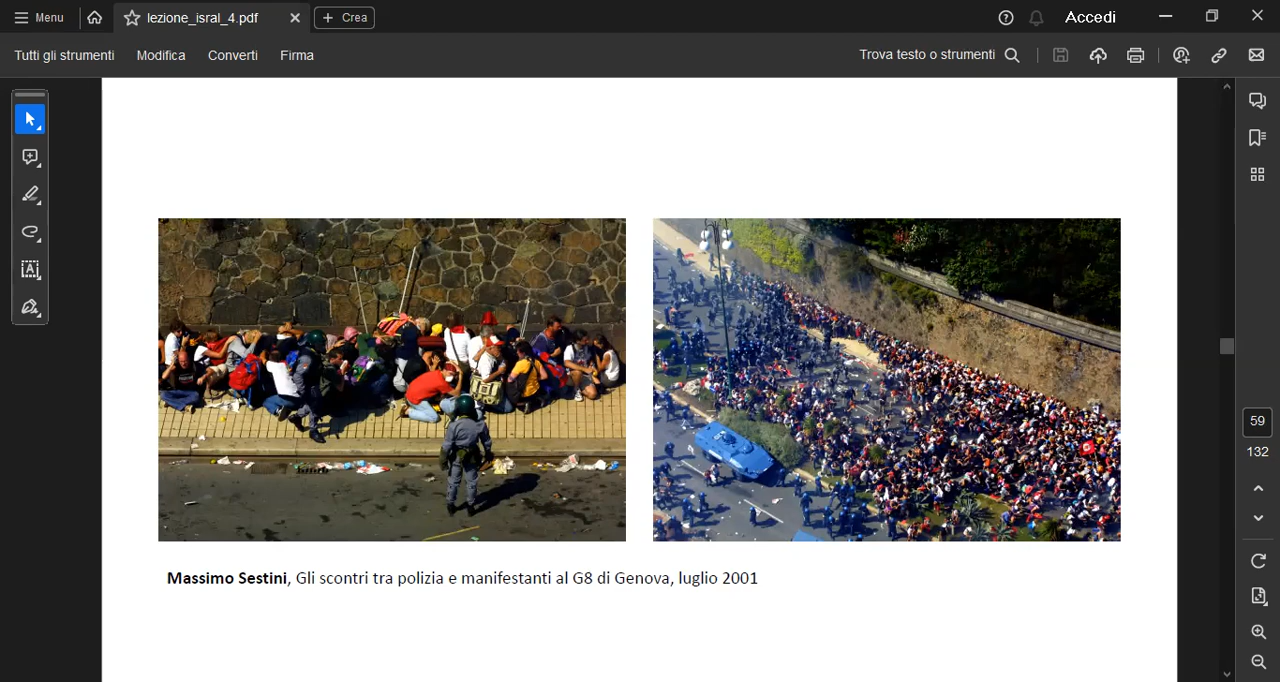 Menu
lezione_isral_4.pdf
Crea
Accedi
Tutti gli strumenti
Modifica
Converti
Firma
Trova testo o strumenti
59
132
Massimo Sestini, Gli scontri tra polizia e manifestanti al G8 di Genova, luglio 2001